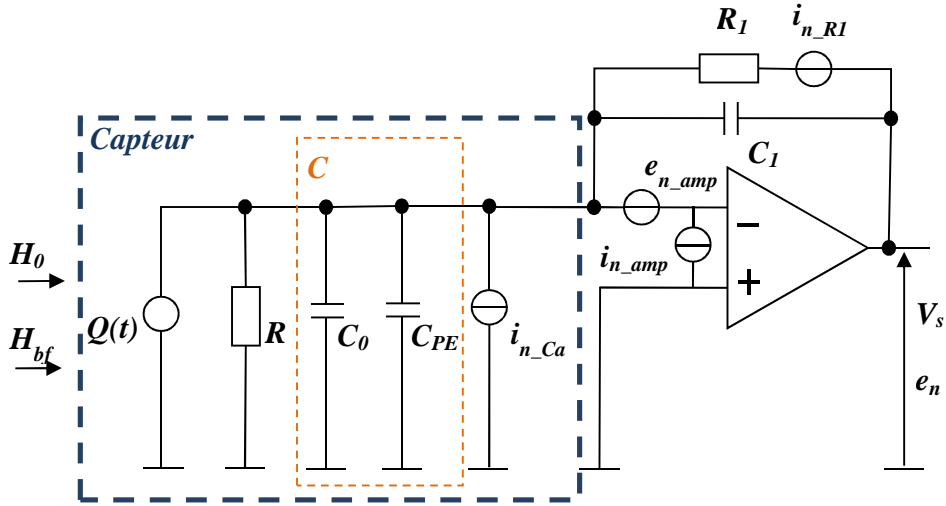 R1
in_R1
Capteur
C
C1
en_amp
in_amp
H0
Hbf
Q(t)
R
C0
CPE
in_Ca
−
+
Vs
en